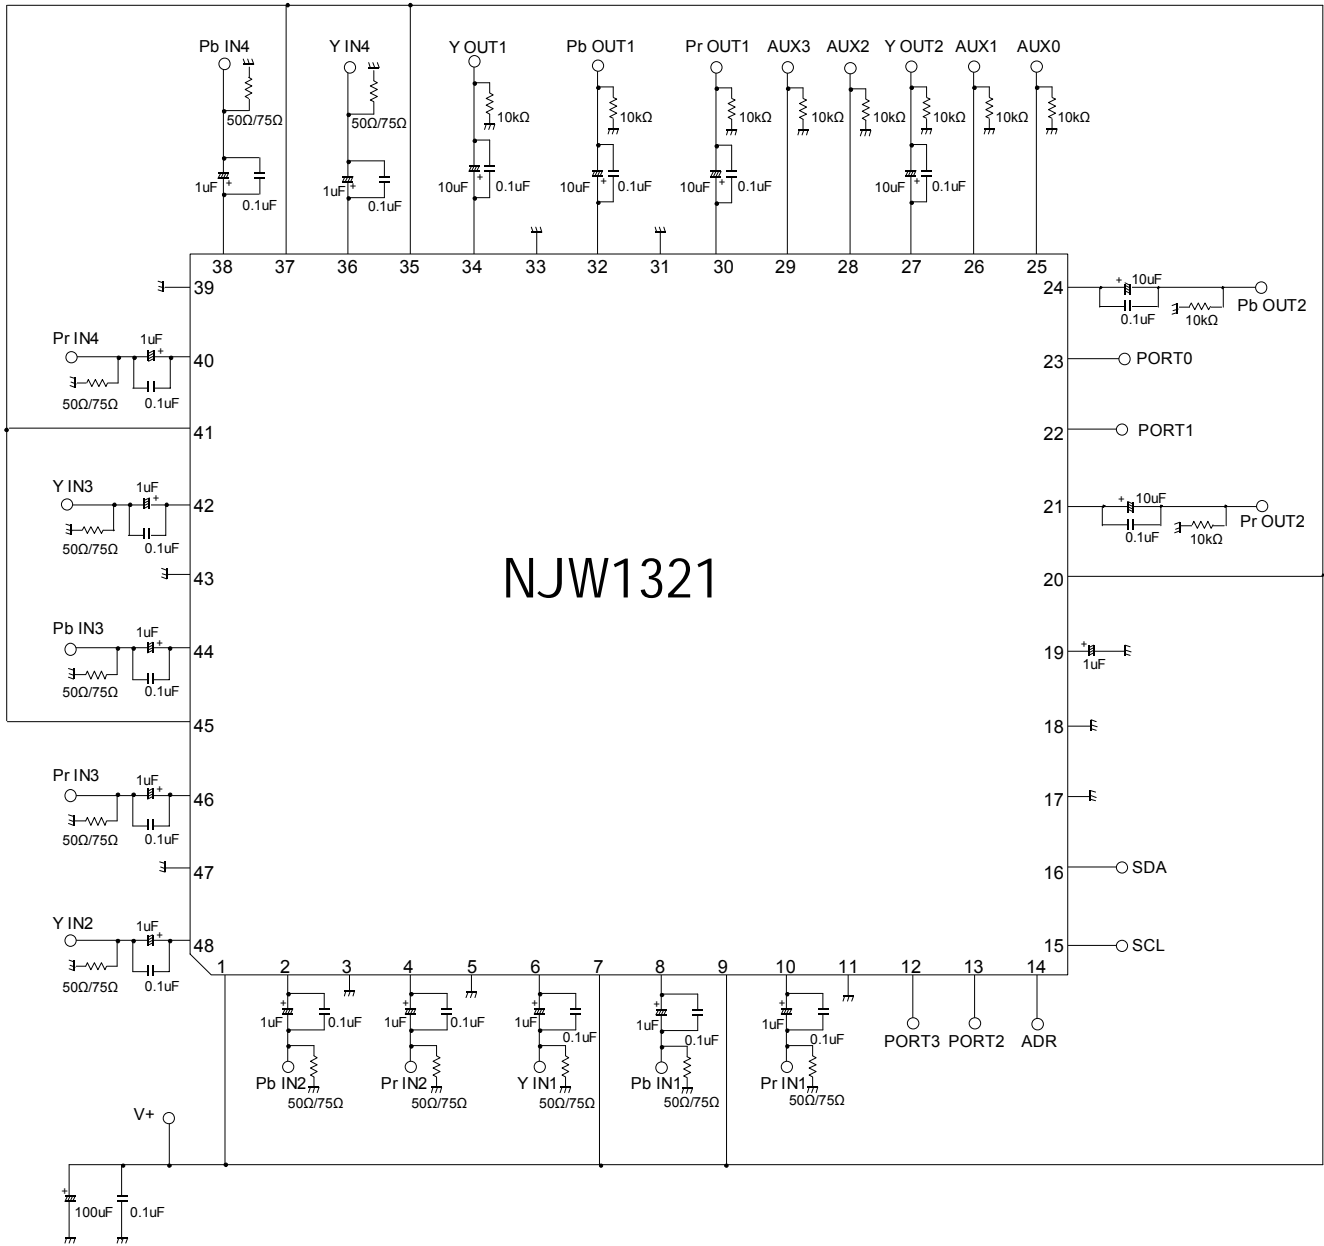 Pb IN4 Y IN4 Y OUT1 Pb OUT1 Pr OUT1 AUX3 AUX2 Y OUT2 AUX1 AUX0
50Ω/75Ω 50Ω/75Ω 10kΩ 10kΩ 10kΩ 10kΩ 10kΩ 10kΩ 10kΩ 10kΩ
1uF + 0.1uF 1uF + 0.1uF 10uF + 0.1uF 10uF + 0.1uF 10uF + 0.1uF 10uF + 0.1uF
38 37 36 35 34 33 32 31 30 29 28 27 26 25
39 24 + 10uF 0.1uF 10kΩ Pb OUT2
Pr IN4 1uF + 40 23 PORT0
50Ω/75Ω 0.1uF
41 22 PORT1
Y IN3 1uF + 42 21 + 10uF Pr OUT2
50Ω/75Ω 0.1uF 0.1uF 10kΩ
NJW1321
43 20
Pb IN3 1uF + 44 19 + 1uF
50Ω/75Ω 0.1uF
45 18
Pr IN3 1uF + 46 17
50Ω/75Ω 0.1uF
47 16 SDA
Y IN2 1uF + 48 15 SCL
50Ω/75Ω 0.1uF
1 2 3 4 5 6 7 8 9 10 11 12 13 14
+ 1uF 0.1uF + 1uF 0.1uF + 1uF 0.1uF + 1uF 0.1uF + 1uF 0.1uF
PORT3 PORT2 ADR
Pb IN2 Pr IN2 Y IN1 Pb IN1 Pr IN1
50Ω/75Ω 50Ω/75Ω 50Ω/75Ω 50Ω/75Ω 50Ω/75Ω
V+
+ 100uF 0.1uF